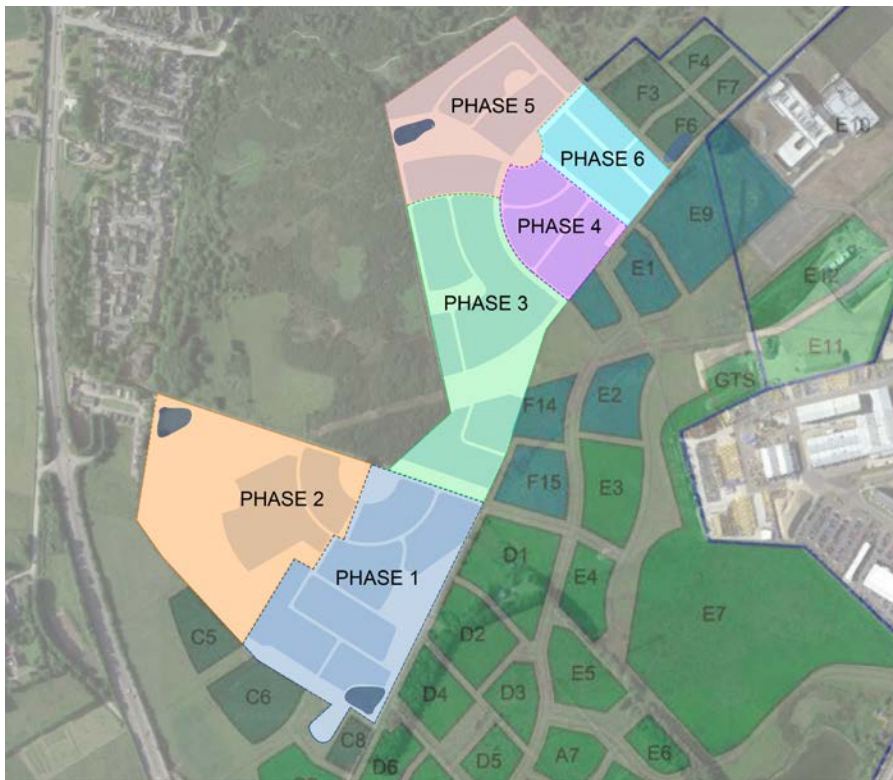 F4
F3
F7
PHASE 5
F6
E10
PHASE 6
E9
PHASE 4
E1
E12
PHASE 3
E11
GTS
F14
E2
F15
E3
PHASE 2
D1
PHASE 1
E4
E7
C5
D2
E5
C6
D4
D3
C8
D6
D5
A7
E6